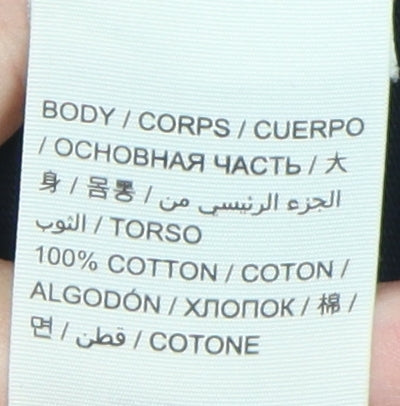 BODY / CORPS / CUERPO
/ ОСНОВНАЯ ЧАСТЬ / 大
身 / 몸통 / الجزء الرئيسي من
الثوب / TORSO
100% COTTON / COTON /
ALGODÓN / ХЛОПОК / 棉 /
면 / قطن / COTONE